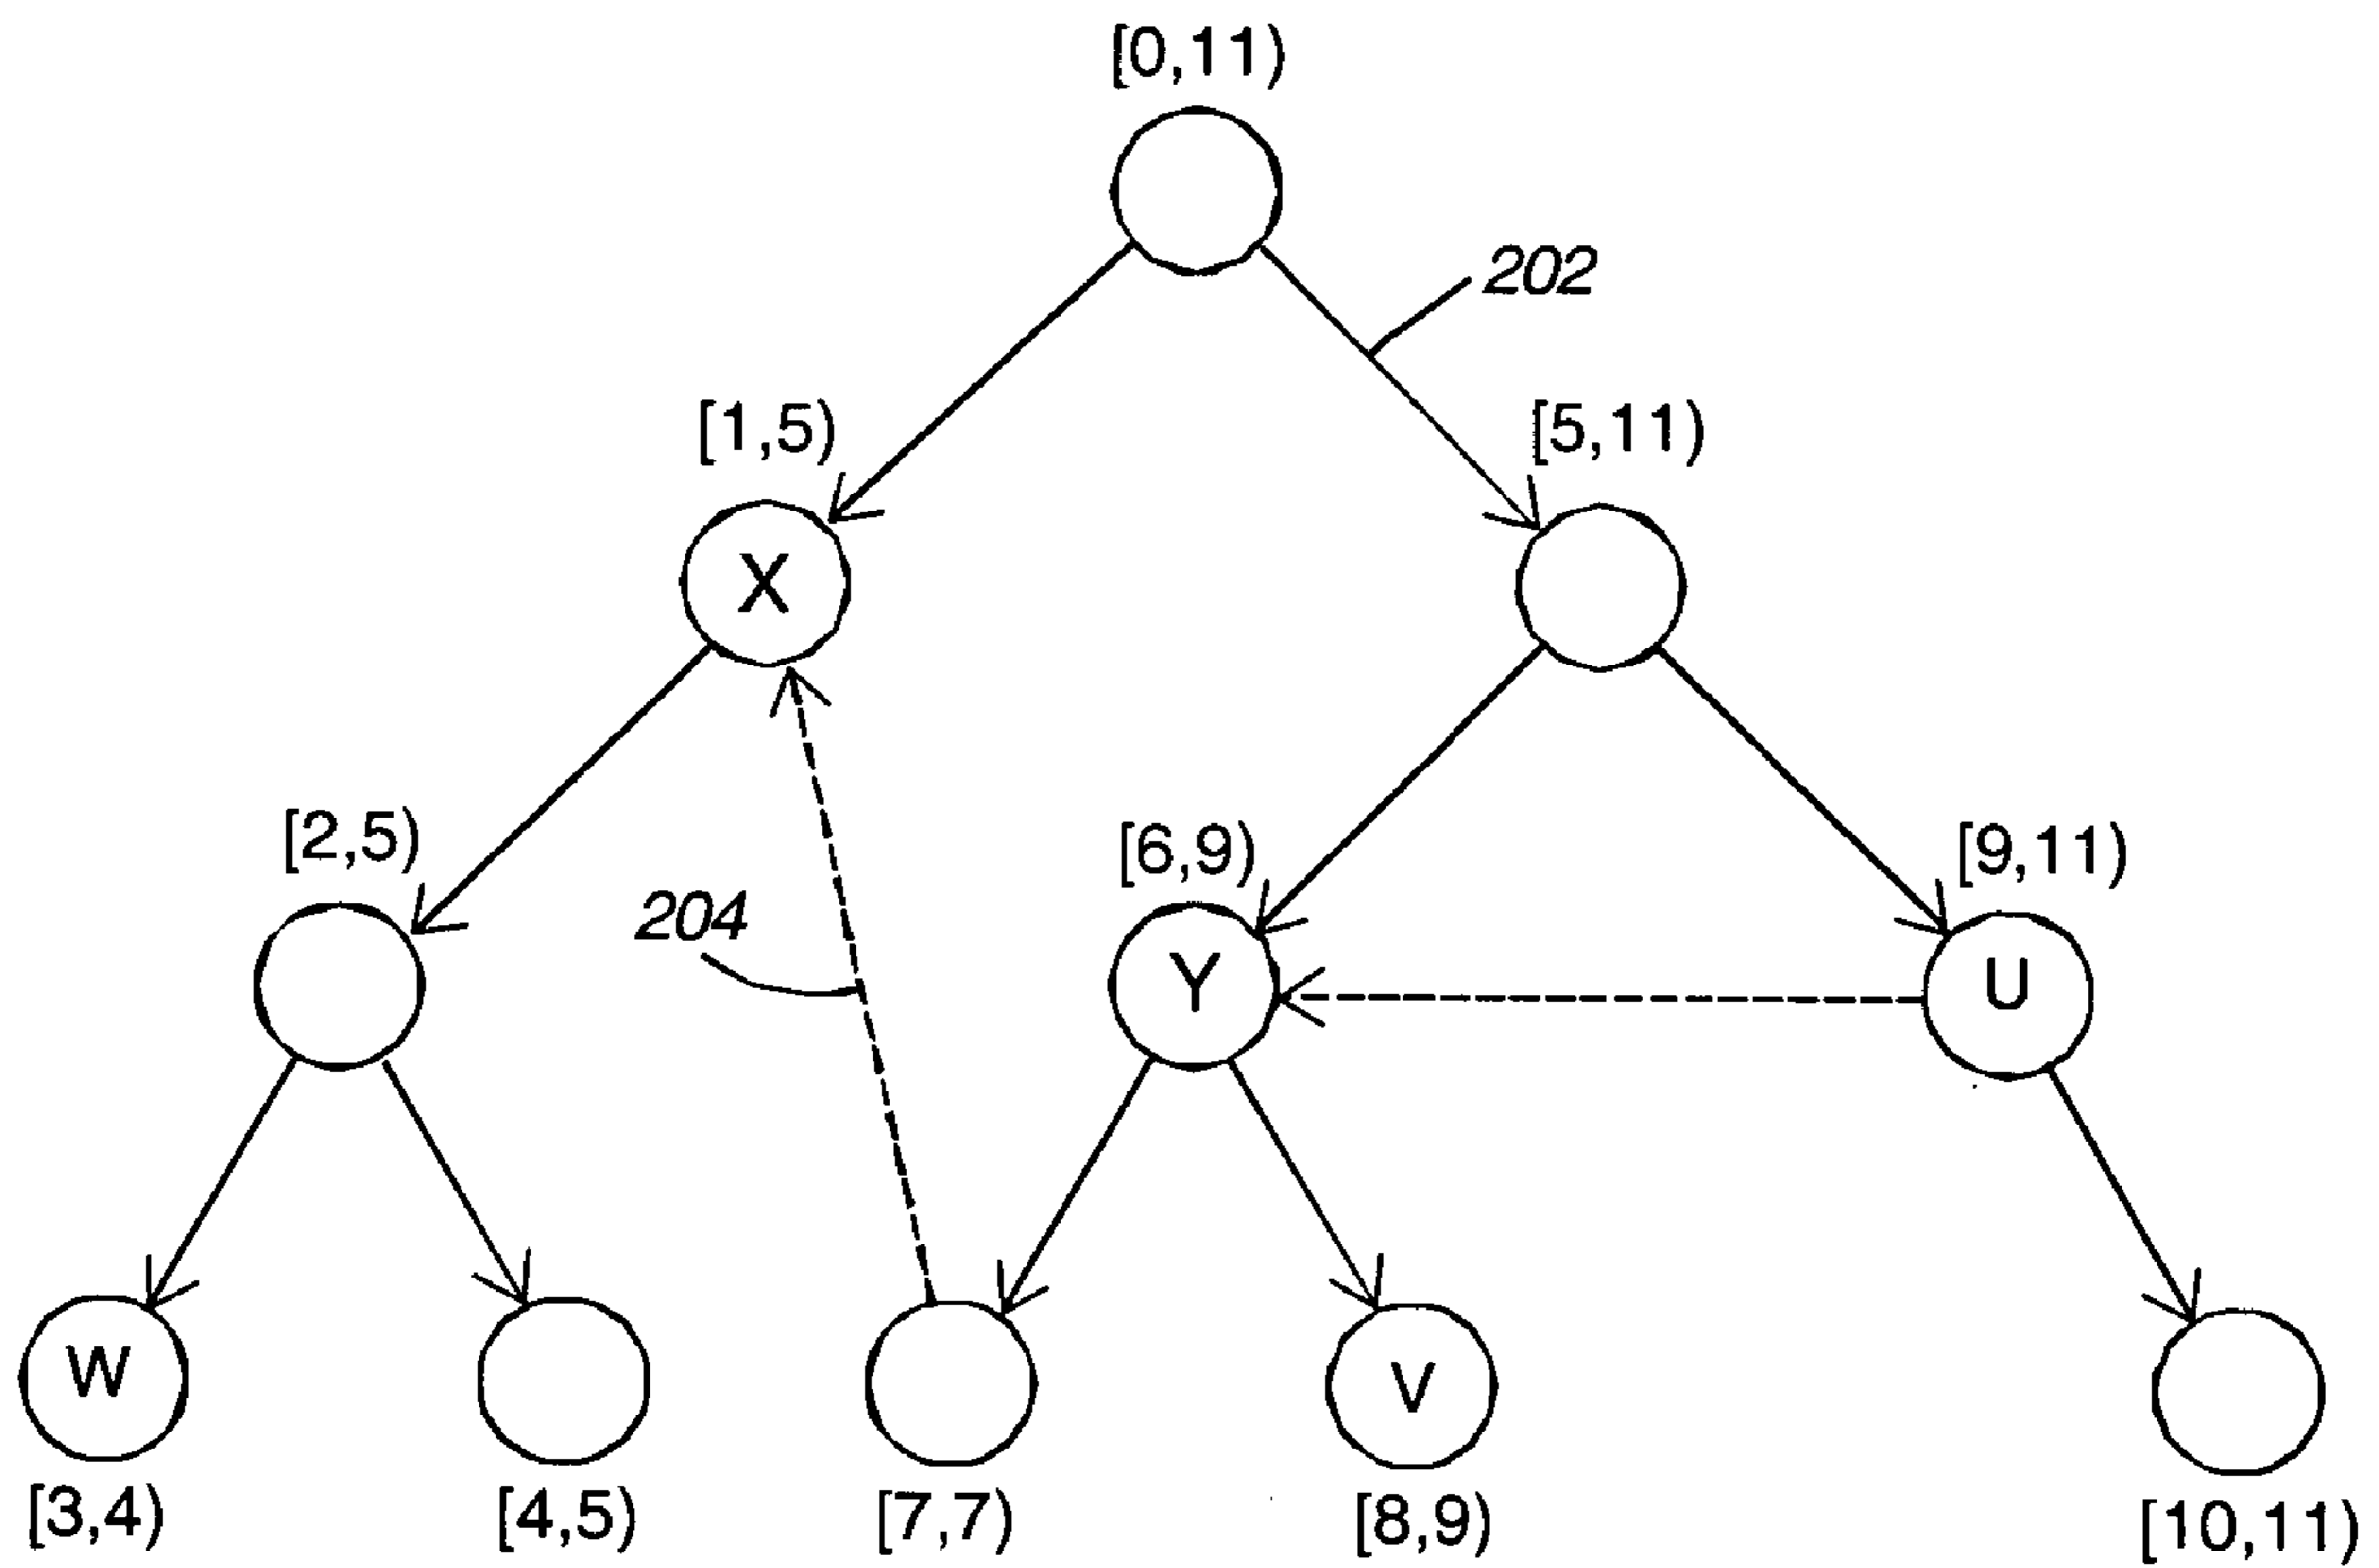 [0,11)
202
[1,5)
[5,11)
X
[2,5)
[6,9)
[9,11)
204
Y
U
W
V
[3,4)
[4,5)
[7,7)
[8,9)
[10,11)